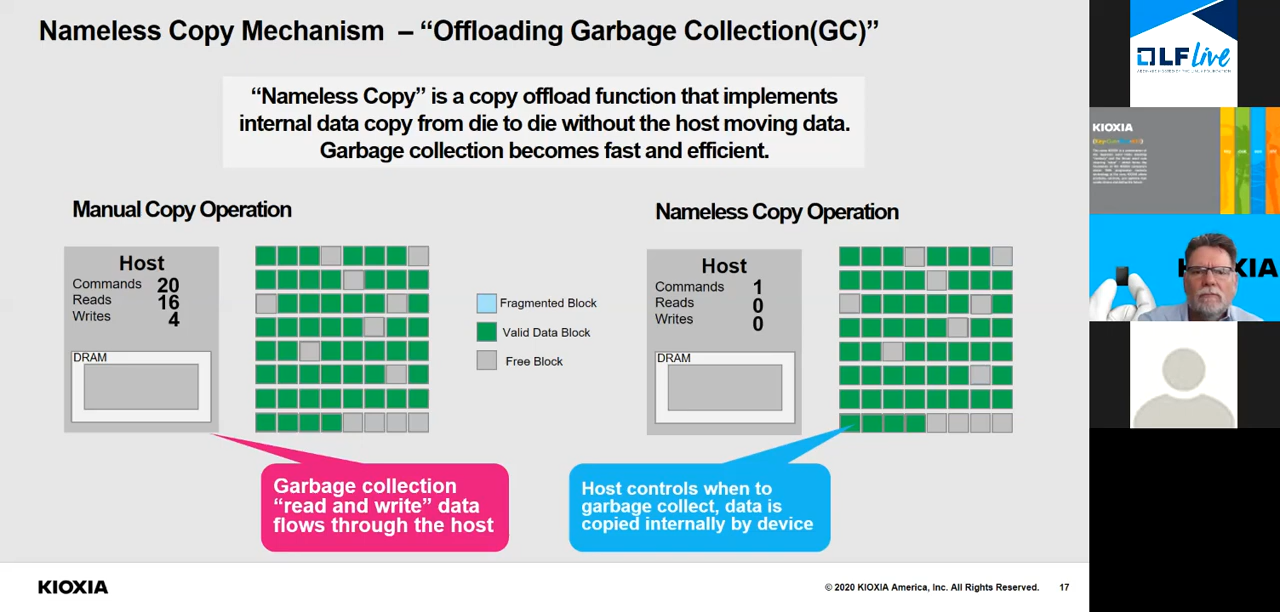 Nameless Copy Mechanism – “Offloading Garbage Collection(GC)”
“Nameless Copy” is a copy offload function that implements
internal data copy from die to die without the host moving data.
Garbage collection becomes fast and efficient.
Manual Copy Operation
Host
Commands 20
Reads 16
Writes 4
DRAM
Fragmented Block
Valid Data Block
Free Block
Garbage collection
“read and write” data
flows through the host
Nameless Copy Operation
Host
Commands 1
Reads 0
Writes 0
DRAM
Host controls when to
garbage collect, data is
copied internally by device
KIOXIA
© 2020 KIOXIA America, Inc. All Rights Reserved. 17
LF Live
KIOXIA